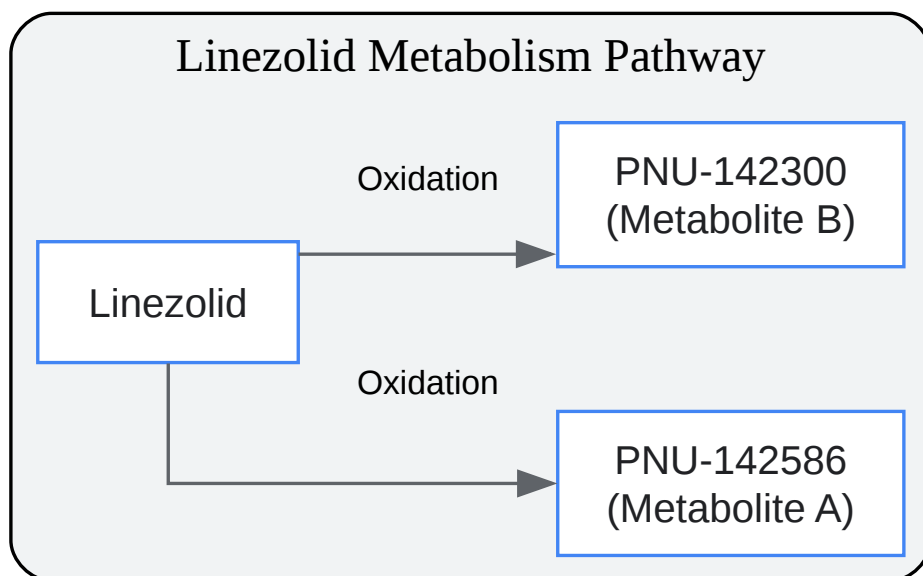 Linezolid Metabolism Pathway
Oxidation
PNU-142300
(Metabolite B)
Linezolid
Oxidation
PNU-142586
(Metabolite A)